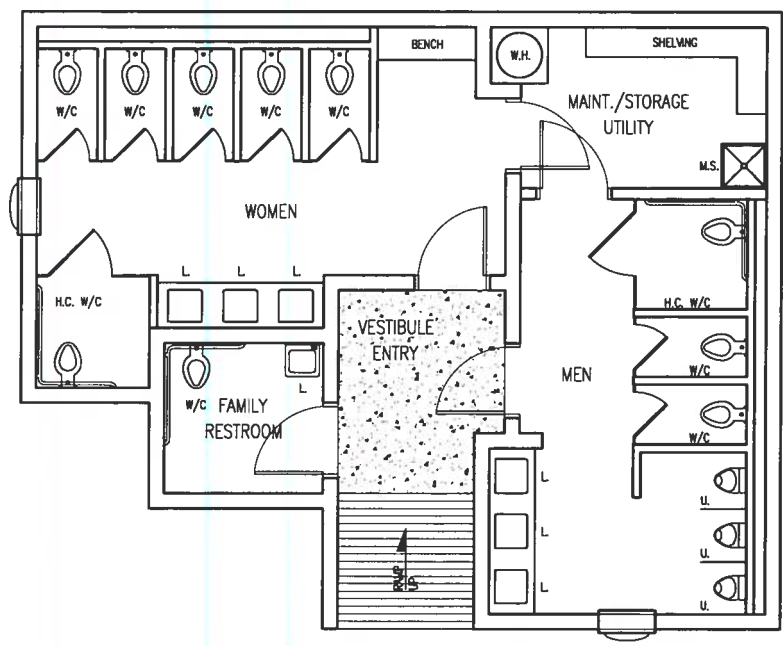 BENCH
W.H.
SHELVING
MAINT./STORAGE
UTILITY
M.S.
W/C
W/C
W/C
W/C
W/C
WOMEN
L
L
L
H.C. W/C
VESTIBULE
ENTRY
H.C. W/C
W/C
W/C
MEN
L
W/C
FAMILY
RESTROOM
L
L
L
U.
U.
U.
RAMP
UP